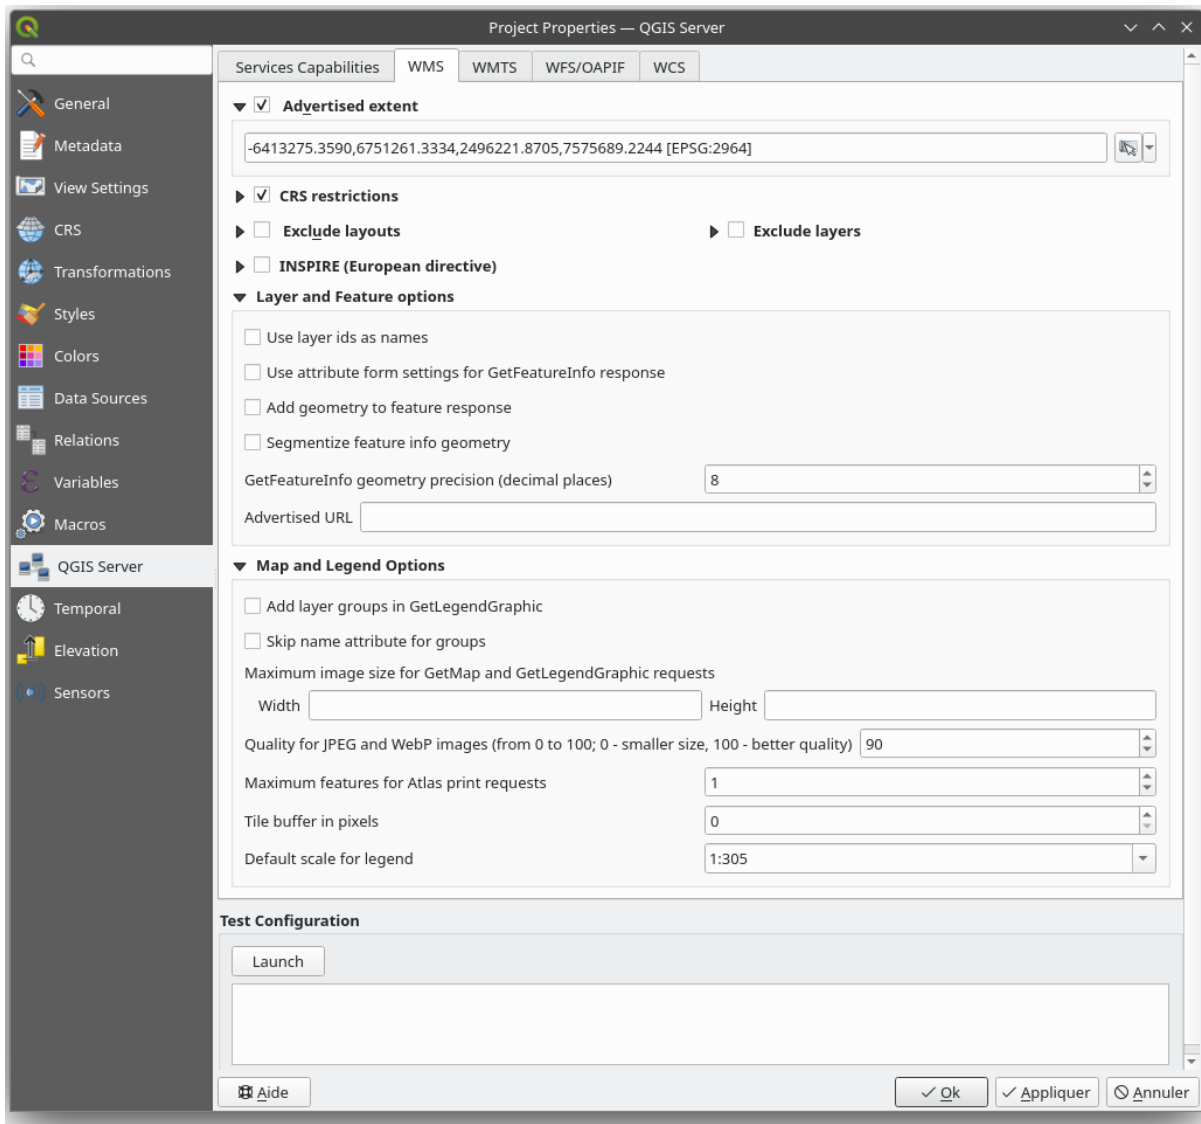 Project Properties — QGIS Server
Services Capabilities WMS WMTS WFS/OAPIF WCS
General
Metadata
View Settings
CRS
Transformations
Styles
Colors
Data Sources
Relations
Variables
Macros
QGIS Server
Temporal
Elevation
Sensors
Advertised extent
-6413275.3590,6751261.3334,2496221.8705,7575689.2244 [EPSG:2964]
CRS restrictions
Exclude layouts Exclude layers
INSPIRE (European directive)
Layer and Feature options
Use layer ids as names
Use attribute form settings for GetFeatureInfo response
Add geometry to feature response
Segmentize feature info geometry
GetFeatureInfo geometry precision (decimal places) 8
Advertised URL
Map and Legend Options
Add layer groups in GetLegendGraphic
Skip name attribute for groups
Maximum image size for GetMap and GetLegendGraphic requests
Width Height
Quality for JPEG and WebP images (from 0 to 100; 0 - smaller size, 100 - better quality) 90
Maximum features for Atlas print requests 1
Tile buffer in pixels 0
Default scale for legend 1:305
Test Configuration
Launch
Aide Ok Appliquer Annuler